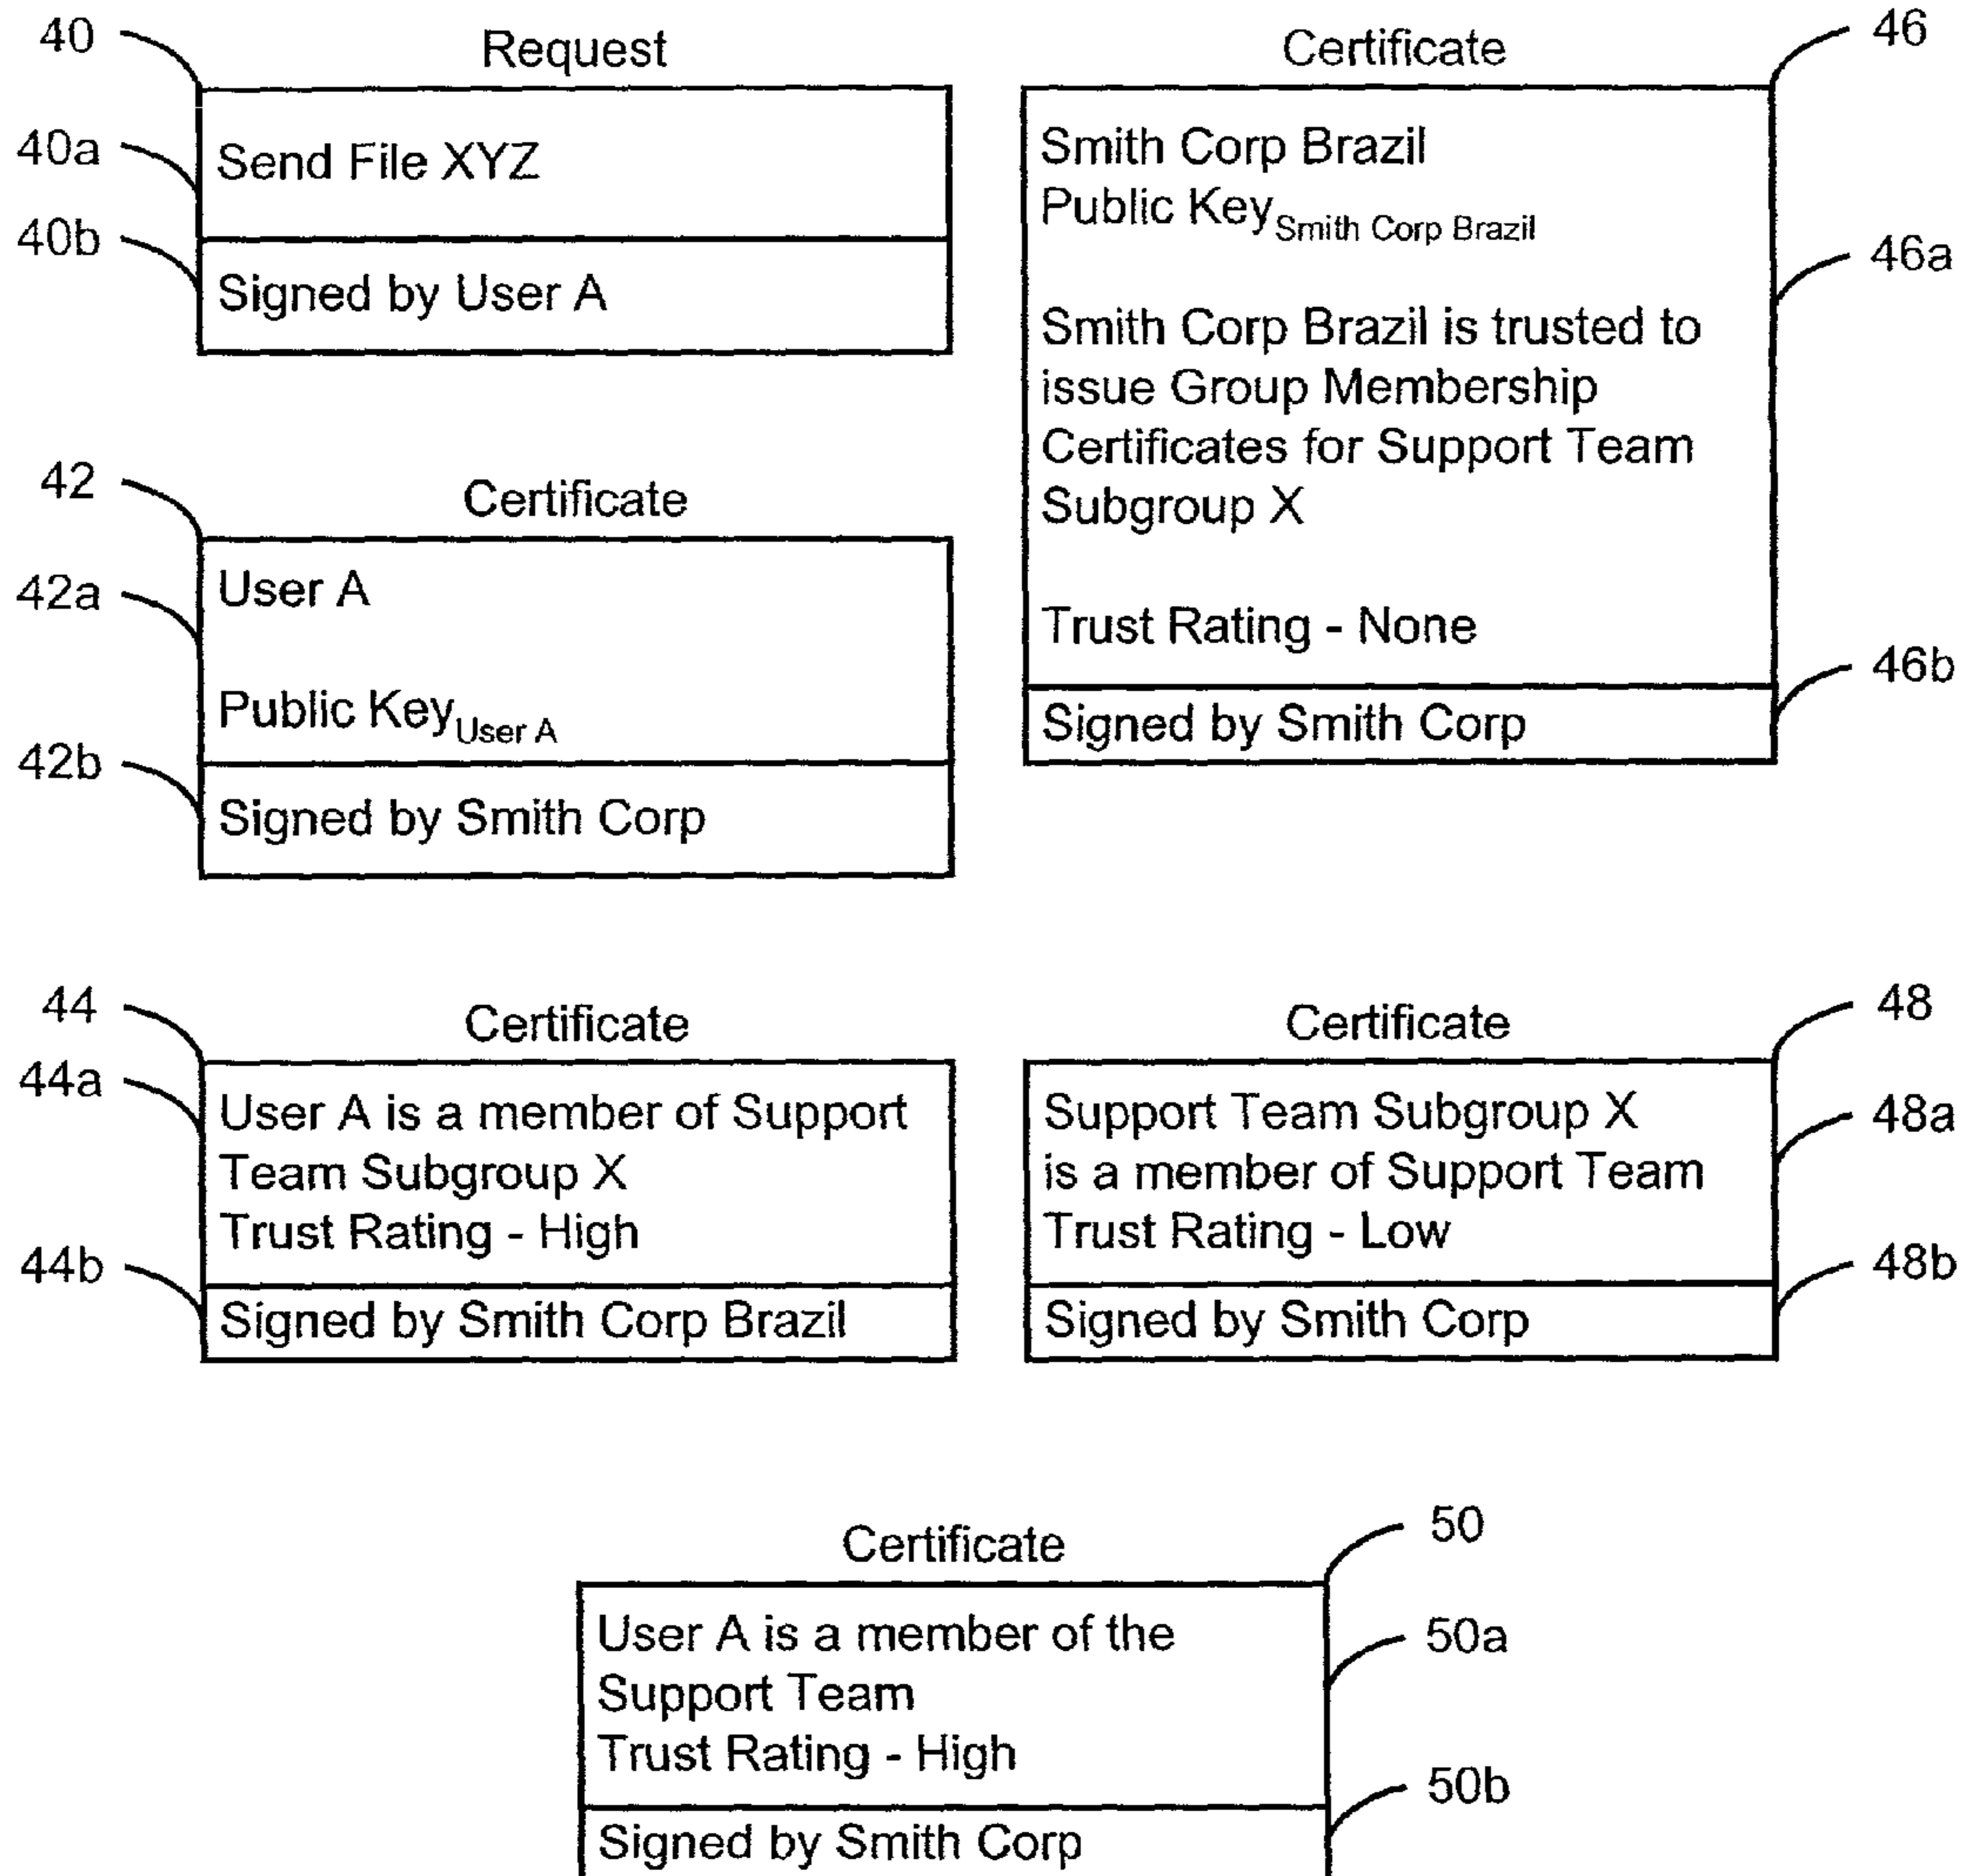 40
Request
40a
Send File XYZ
40b
Signed by User A
46
Certificate
Smith Corp Brazil
Public Key Smith Corp Brazil
46a
Smith Corp Brazil is trusted to
issue Group Membership
Certificates for Support Team
Subgroup X
Trust Rating - None
46b
Signed by Smith Corp
42
Certificate
42a
User A
Public Key User A
42b
Signed by Smith Corp
44
Certificate
44a
User A is a member of Support
Team Subgroup X
Trust Rating - High
44b
Signed by Smith Corp Brazil
48
Certificate
Support Team Subgroup X
48a
is a member of Support Team
Trust Rating - Low
48b
Signed by Smith Corp
50
Certificate
User A is a member of the
50a
Support Team
Trust Rating - High
50b
Signed by Smith Corp